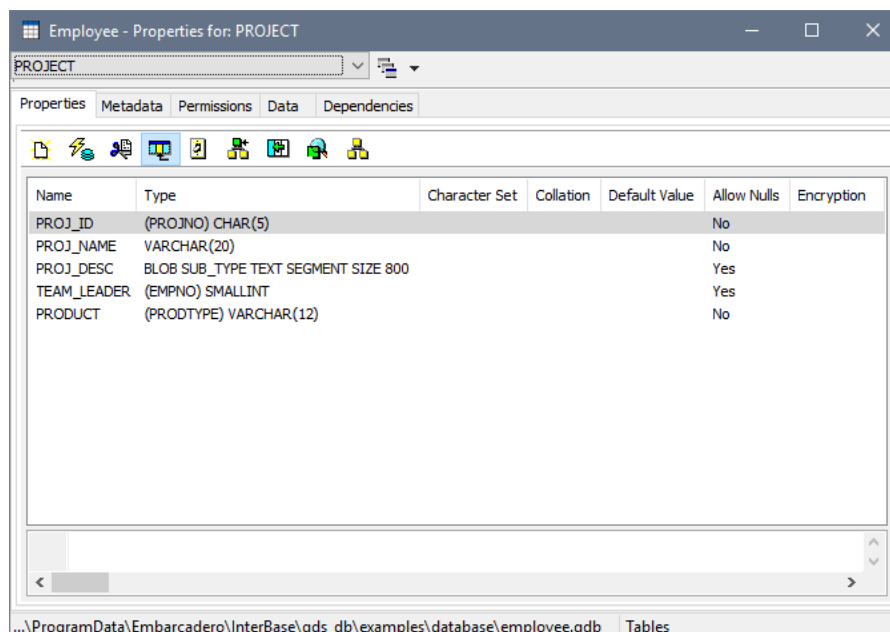 Employee - Properties for: PROJECT
PROJECT
Properties Metadata Permissions Data Dependencies
Name Type Character Set Collation Default Value Allow Nulls Encryption
PROJ_ID (PROJNO) CHAR(5) No
PROJ_NAME VARCHAR(20) No
PROJ_DESC BLOB SUB_TYPE TEXT SEGMENT SIZE 800 Yes
TEAM_LEADER (EMPNO) SMALLINT Yes
PRODUCT (PRODTYPE) VARCHAR(12) No
...\ProgramData\Embarcadero\InterBase\gds_db\examples\database\employee.gdb Tables